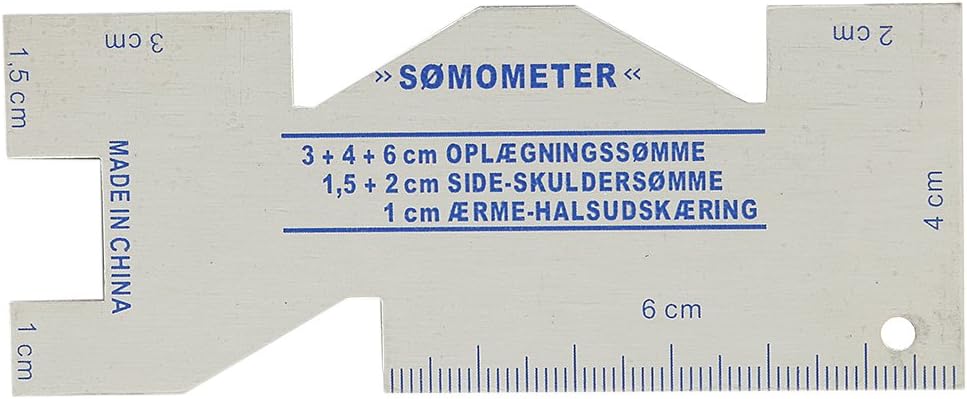 3 cm
2 cm
1,5 cm
» SØMOMETER «
3 + 4 + 6 cm OPLÆGNINGSSØMME
1,5 + 2 cm SIDE-SKULDERSØMME
1 cm ÆRME-HALSUDSKÆRING
MADE IN CHINA
4 cm
6 cm
1 cm